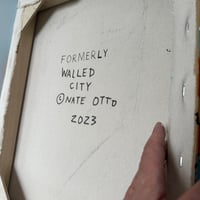 FORMERLY
WALLED
CITY
©NATE OTTO
2023